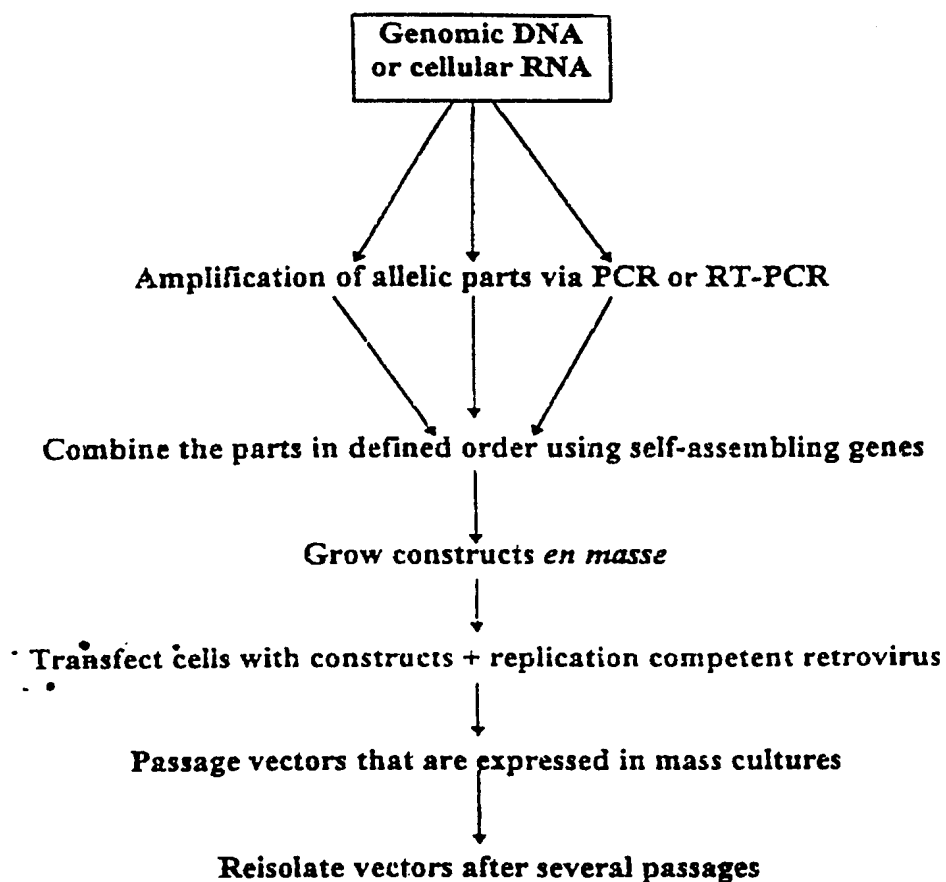 Genomic DNA
or cellular RNA
Amplification of allelic parts via PCR or RT-PCR
Combine the parts in defined order using self-assembling genes
Grow constructs en masse
Transfect cells with constructs + replication competent retrovirus
Passage vectors that are expressed in mass cultures
Reisolate vectors after several passages